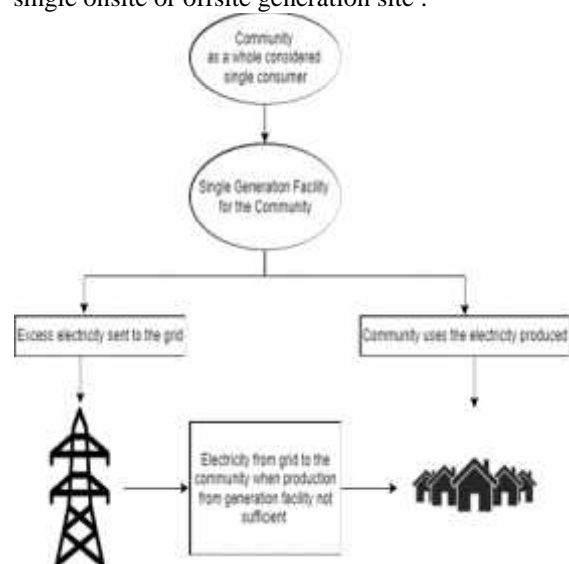 single onsite or offsite generation site .
Community
as a whole considered
single consumer
Single Generation Facility
for the Community
Excess electricity sent to the grid
Community uses the electricity produced
Electricity from grid to the
community when production
from generation facility not
sufficient